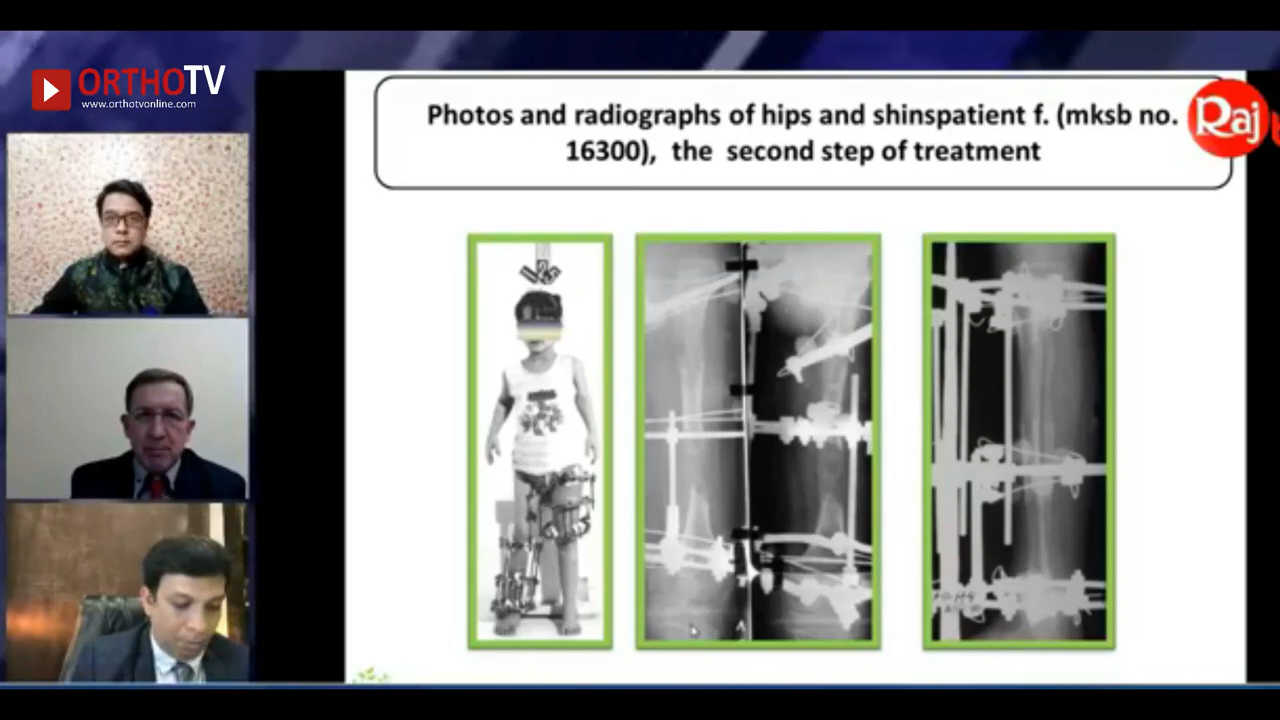 ORTHOTV
www.orthotvonline.com
Photos and radiographs of hips and shinspatient f. (mksb no.
16300), the second step of treatment
Raj